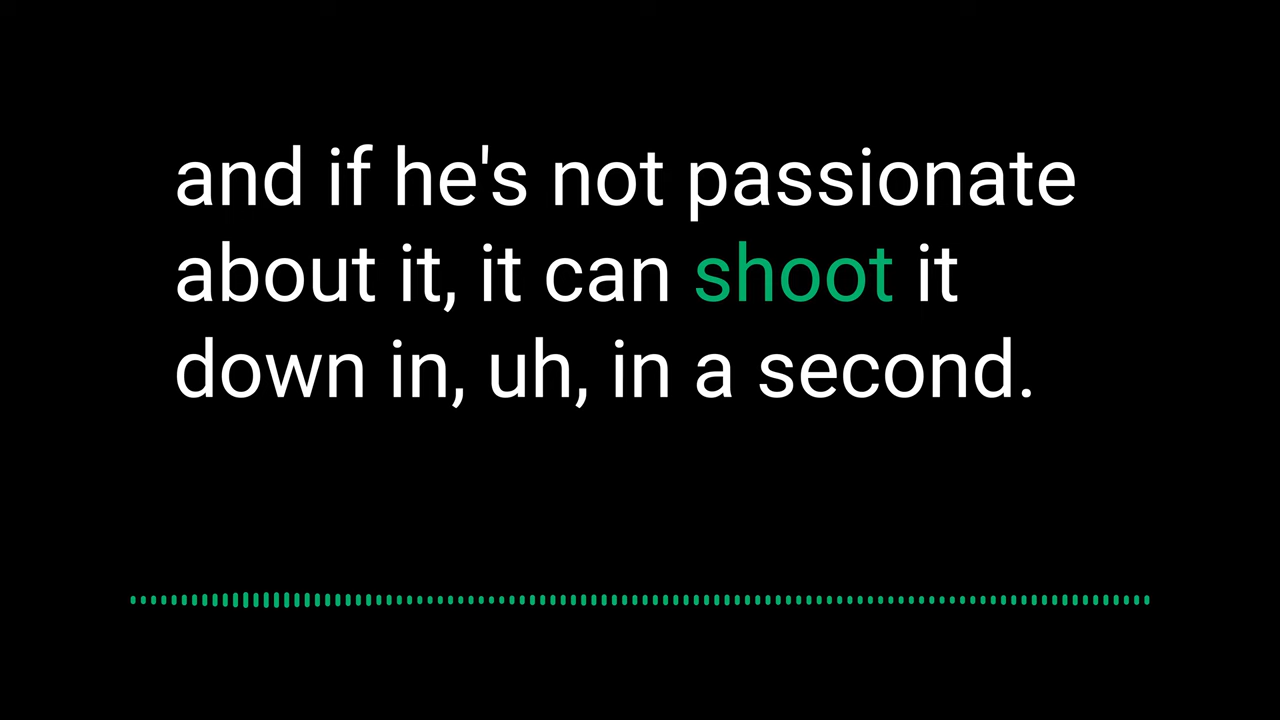 and if he's not passionate
about it, it can shoot it
down in, uh, in a second.